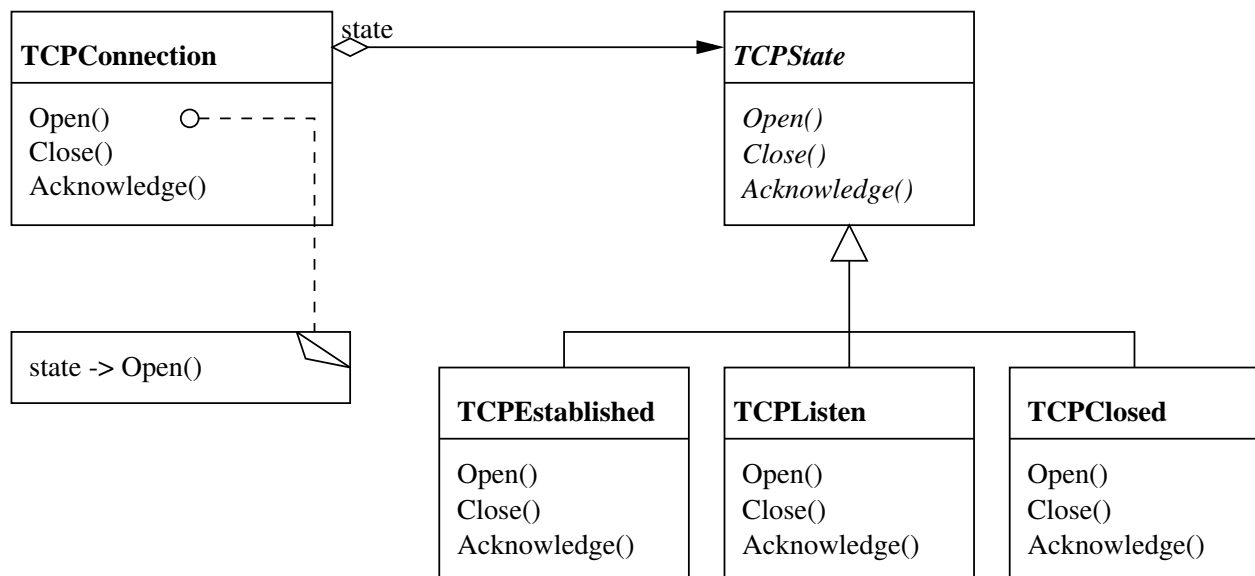 state
TCPConnection
Open()
Close()
Acknowledge()
TCPState
Open()
Close()
Acknowledge()
state -> Open()
TCPEstablished
Open()
Close()
Acknowledge()
TCPListen
Open()
Close()
Acknowledge()
TCPClosed
Open()
Close()
Acknowledge()